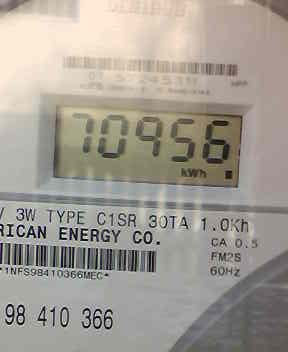 70956
kWh
/ 3W TYPE C1SR 30TA 1.0Kh
RICAN ENERGY CO.
CA 0.5
FM2S
60Hz
*1NFS98410366MEC*
98 410 366